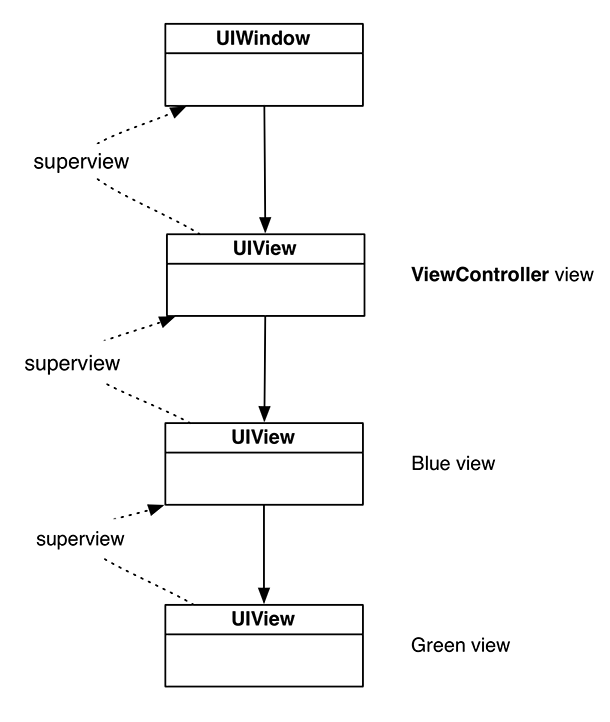 UIWindow
superview
UIView
ViewController view
superview
UIView
Blue view
superview
UIView
Green view